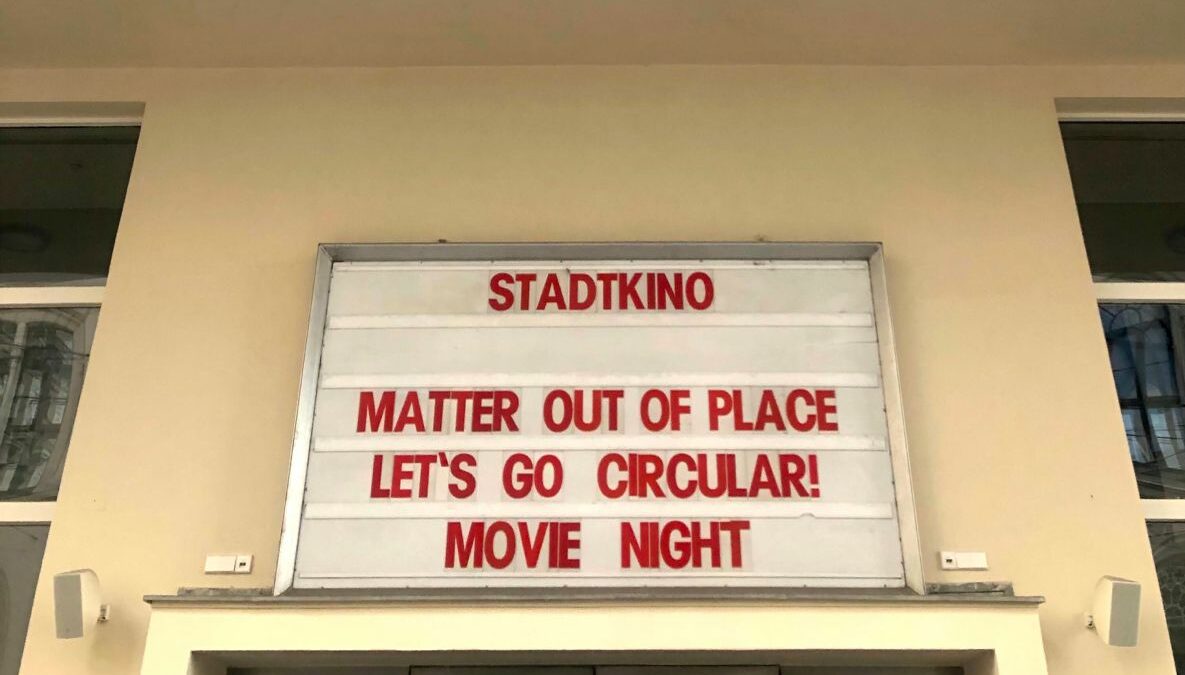 STADTKINO
MATTER OUT OF PLACE
LET`S GO CIRCULAR!
MOVIE NIGHT